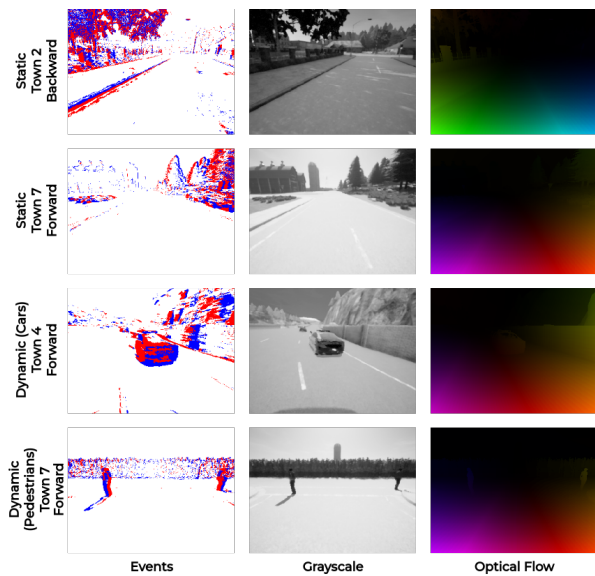 Static
Town 2
Backward
Static
Town 7
Forward
Dynamic (Cars)
Town 4
Forward
Dynamic
(Pedestrians)
Town 7
Forward
Events
Grayscale
Optical Flow